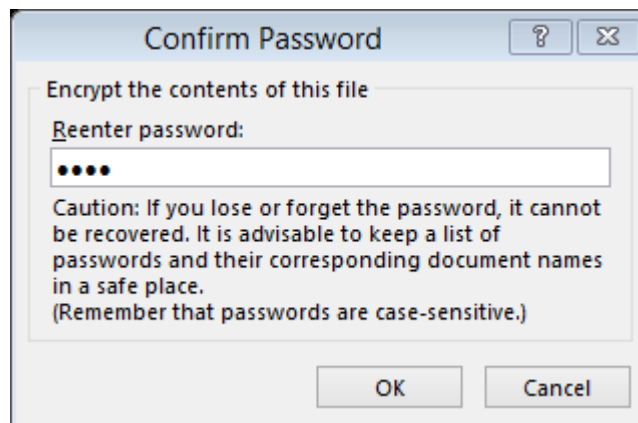 Confirm Password
Encrypt the contents of this file
Reenter password:
••••
Caution: If you lose or forget the password, it cannot
be recovered. It is advisable to keep a list of
passwords and their corresponding document names
in a safe place.
(Remember that passwords are case-sensitive.)
OK Cancel